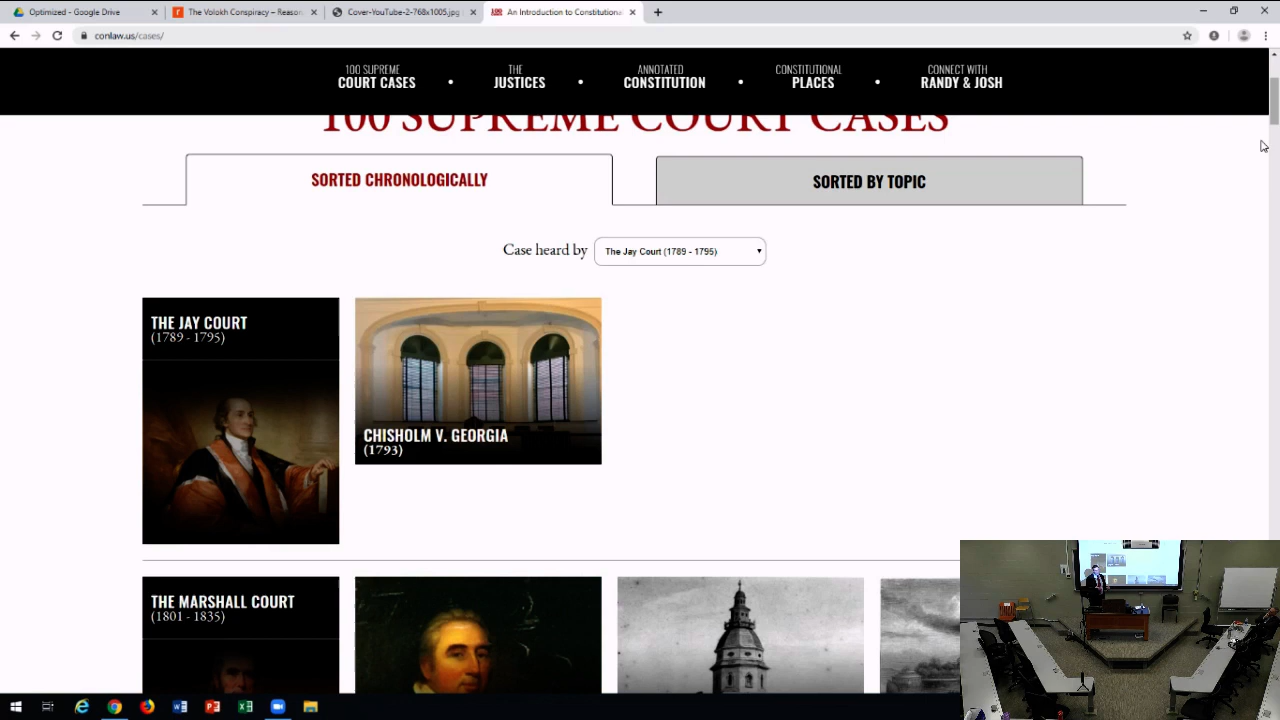 Optimized - Google Drive
The Volokh Conspiracy – Reason.
Cover-YouTube-2-768x1005.jpg
An Introduction to Constitutional
conlaw.us/cases/
100 SUPREME
COURT CASES
THE
JUSTICES
ANNOTATED
CONSTITUTION
CONSTITUTIONAL
PLACES
CONNECT WITH
RANDY & JOSH
100 SUPREME COURT CASES
SORTED CHRONOLOGICALLY
SORTED BY TOPIC
Case heard by
The Jay Court (1789 - 1795)
THE JAY COURT
(1789 - 1795)
CHISHOLM V. GEORGIA
(1793)
THE MARSHALL COURT
(1801 - 1835)